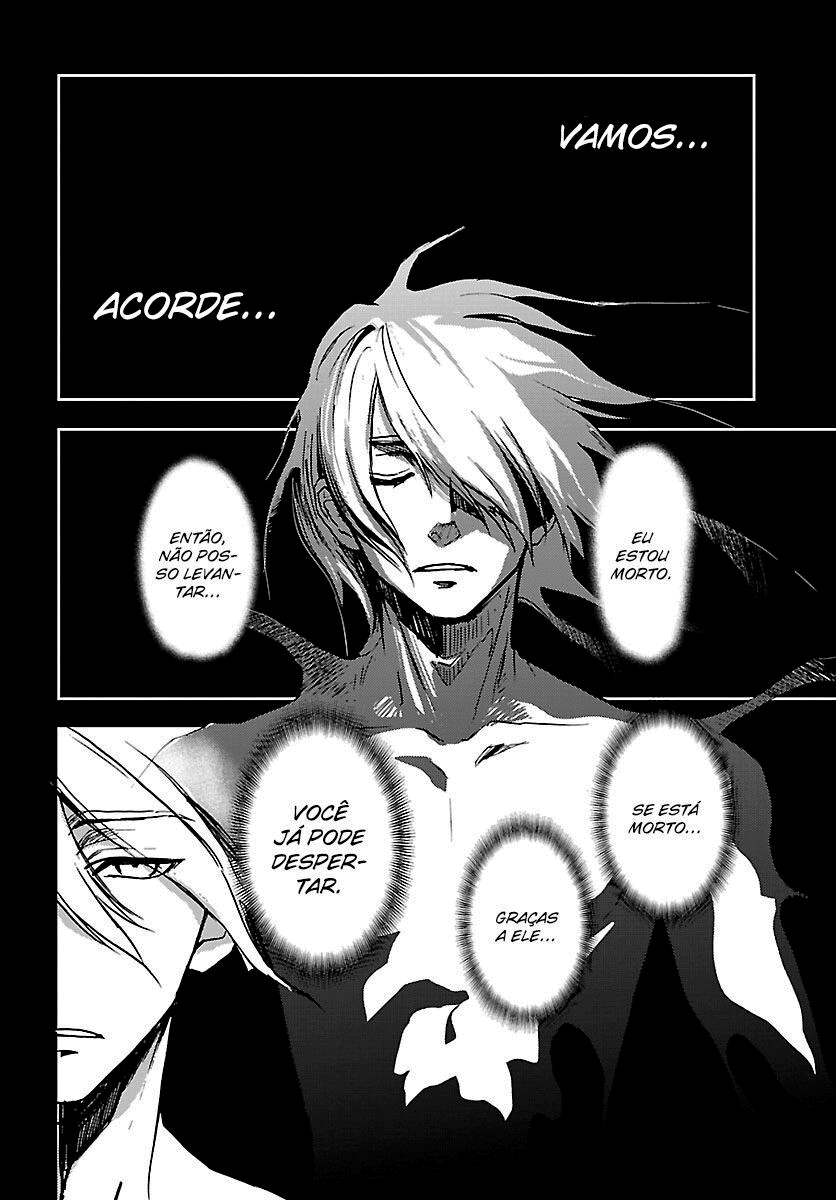 VAMOS...
ACORDE...
EU
ESTOU
MORTO.
ENTÃO,
NÃO POS-
SO LEVAN-
TAR...
SE ESTÁ
MORTO...
GRAÇAS
A ELE...
VOCÊ
JÁ PODE
DESPER-
TAR.